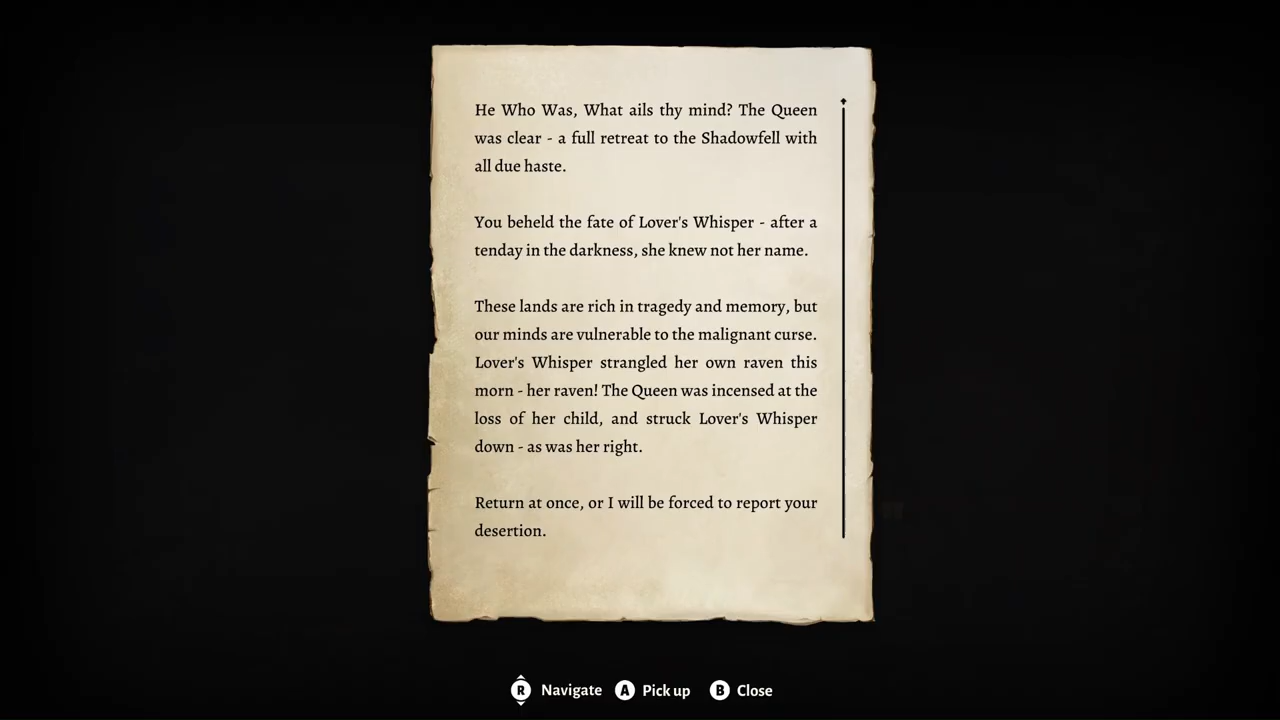 He Who Was, What ails thy mind? The Queen
was clear - a full retreat to the Shadowfell with
all due haste.
You beheld the fate of Lover's Whisper - after a
tenday in the darkness, she knew not her name.
These lands are rich in tragedy and memory, but
our minds are vulnerable to the malignant curse.
Lover's Whisper strangled her own raven this
morn - her raven! The Queen was incensed at the
loss of her child, and struck Lover's Whisper
down - as was her right.
Return at once, or I will be forced to report your
desertion.
R Navigate A Pick up B Close